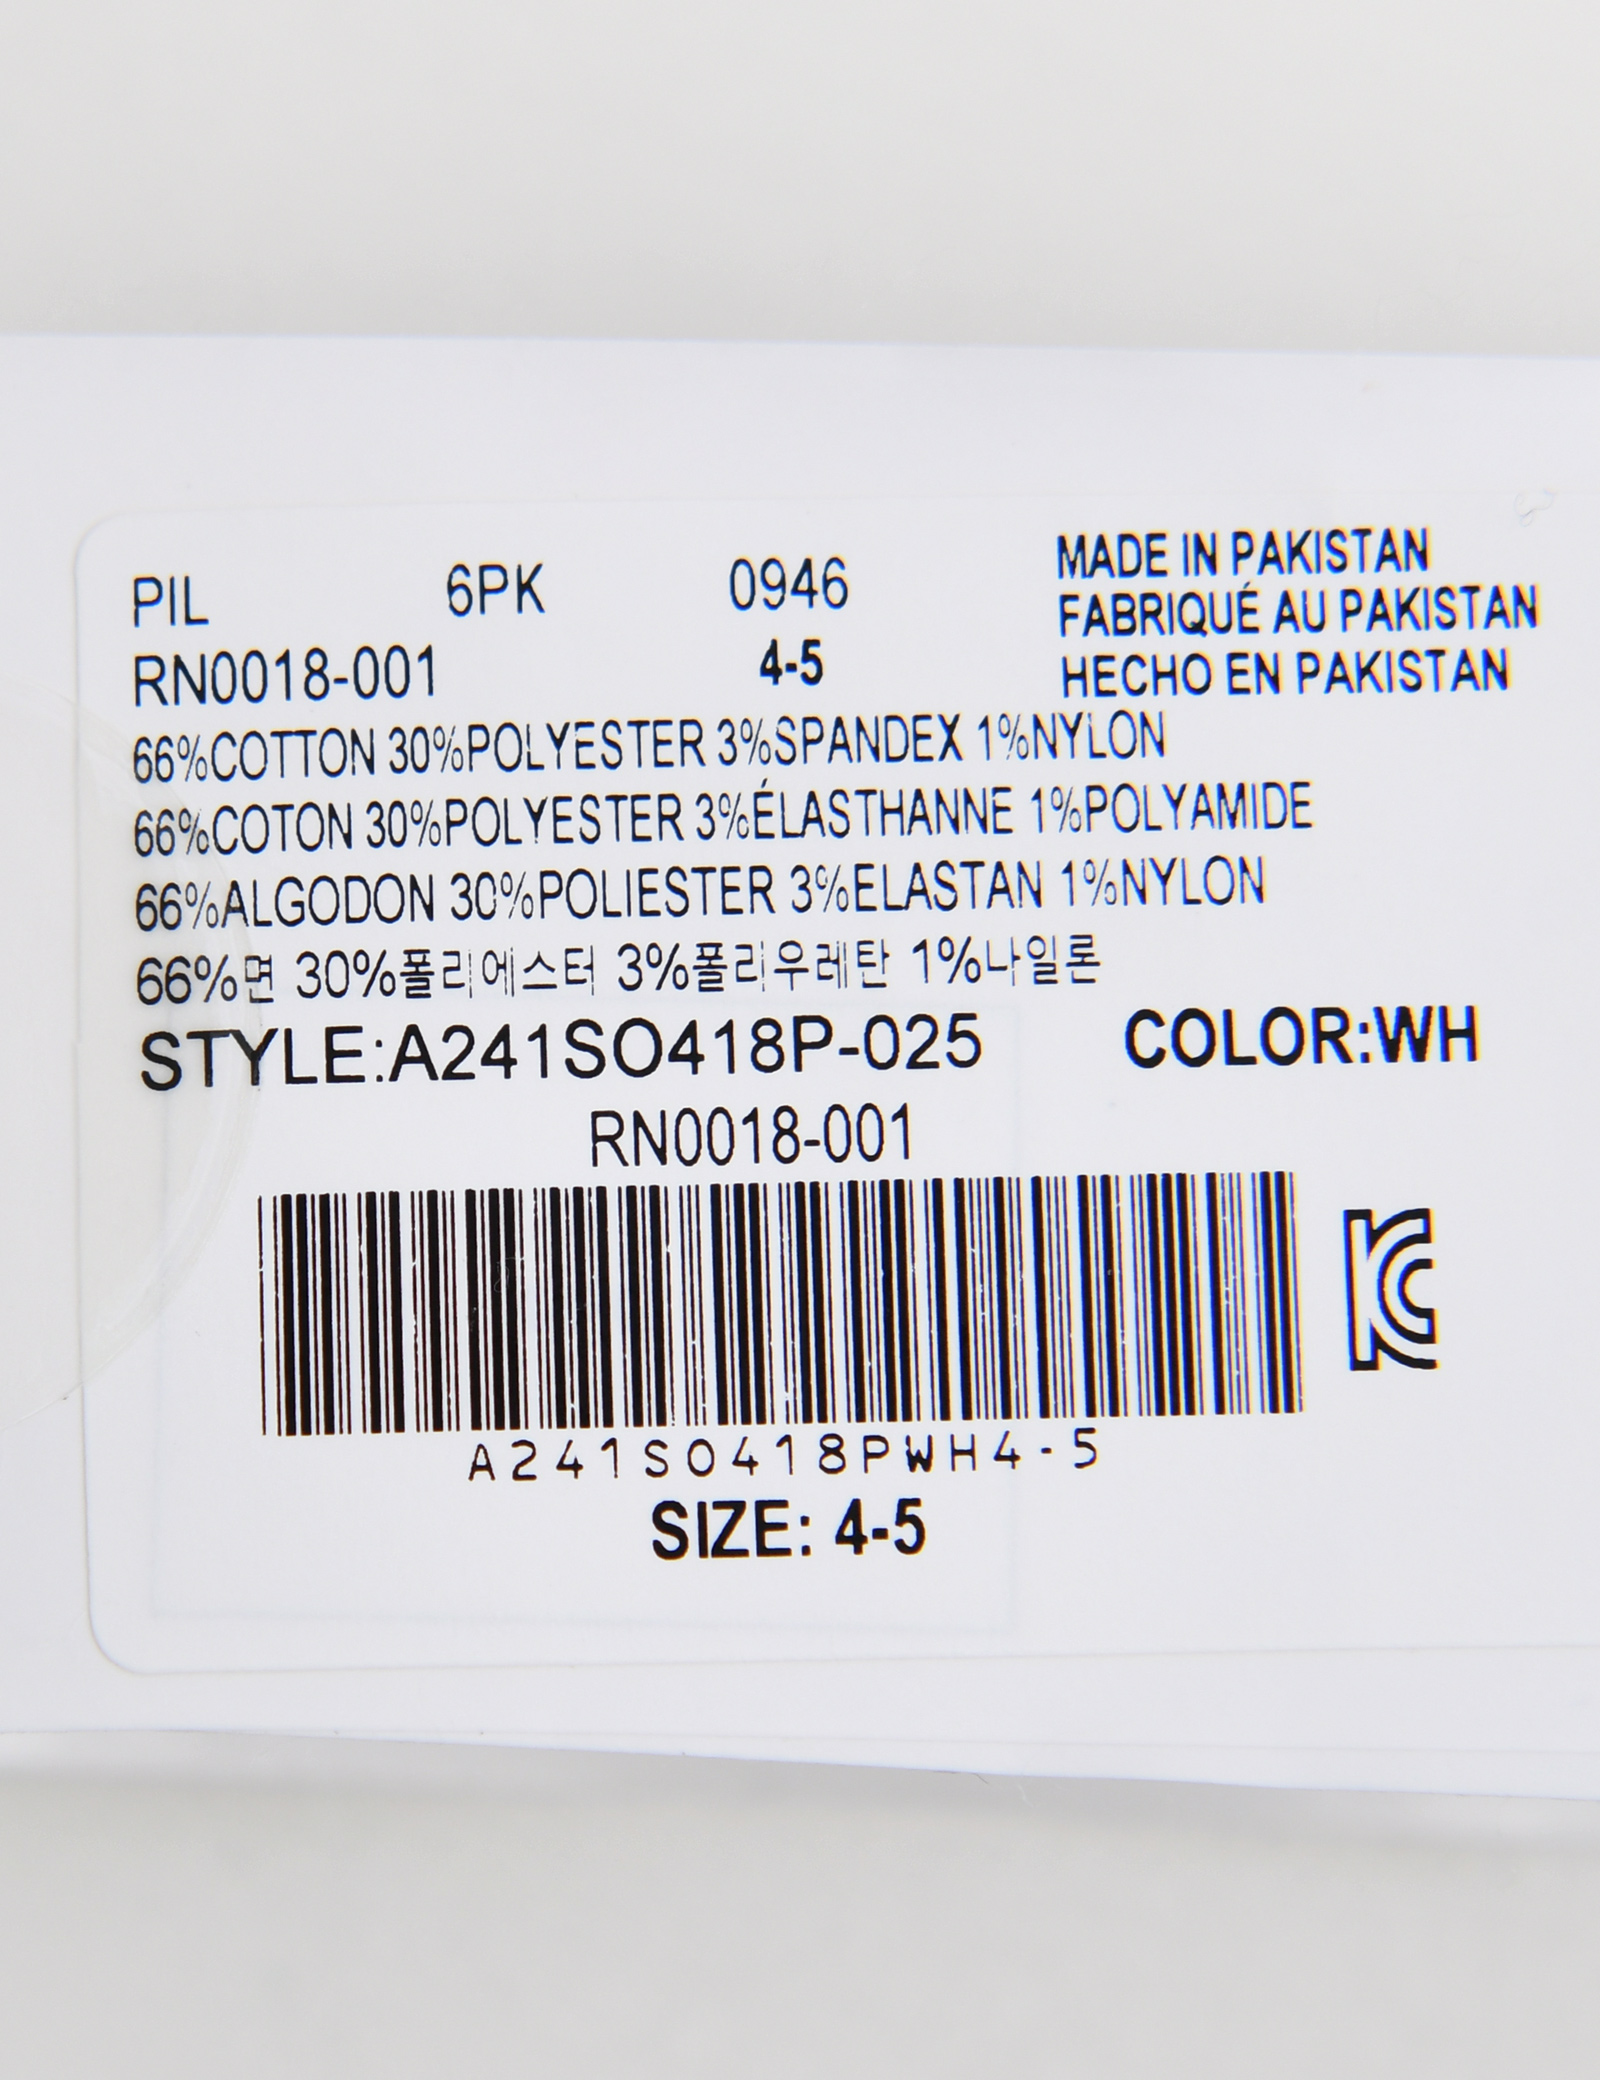 PIL 6PK 0946
RN0018-001 4-5
MADE IN PAKISTAN
FABRIQUÉ AU PAKISTAN
HECHO EN PAKISTAN
66%COTTON 30%POLYESTER 3%SPANDEX 1%NYLON
66%COTON 30%POLYESTER 3%ÉLASTHANNE 1%POLYAMIDE
66%ALGODON 30%POLIESTER 3%ELASTAN 1%NYLON
66%면 30%폴리에스터 3%폴리우레탄 1%나일론
STYLE:A241SO418P-025 COLOR:WH
RN0018-001
KC
A241SO418PWH4-5
SIZE: 4-5